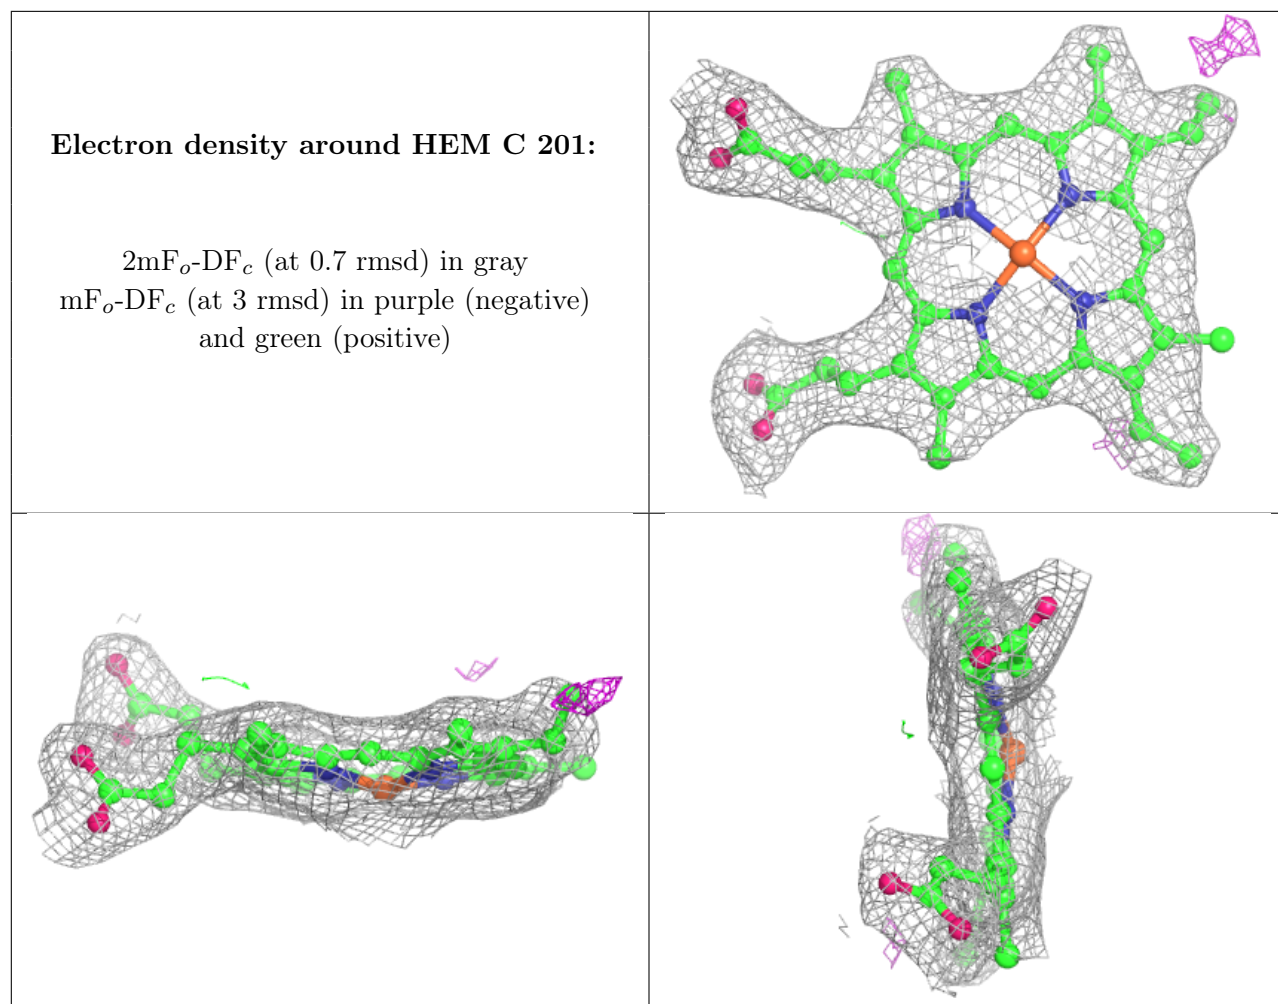 Electron density around HEM C 201:
2mFo-DFc (at 0.7 rmsd) in gray
mFo-DFc (at 3 rmsd) in purple (negative)
and green (positive)